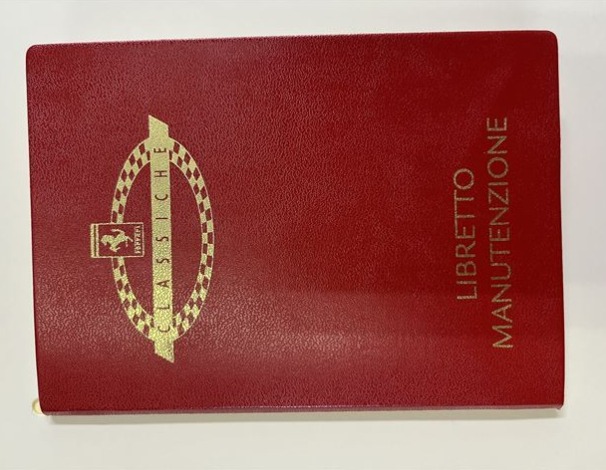 FERRARI
CLASSICHE
LIBRETTO
MANUTENZIONE